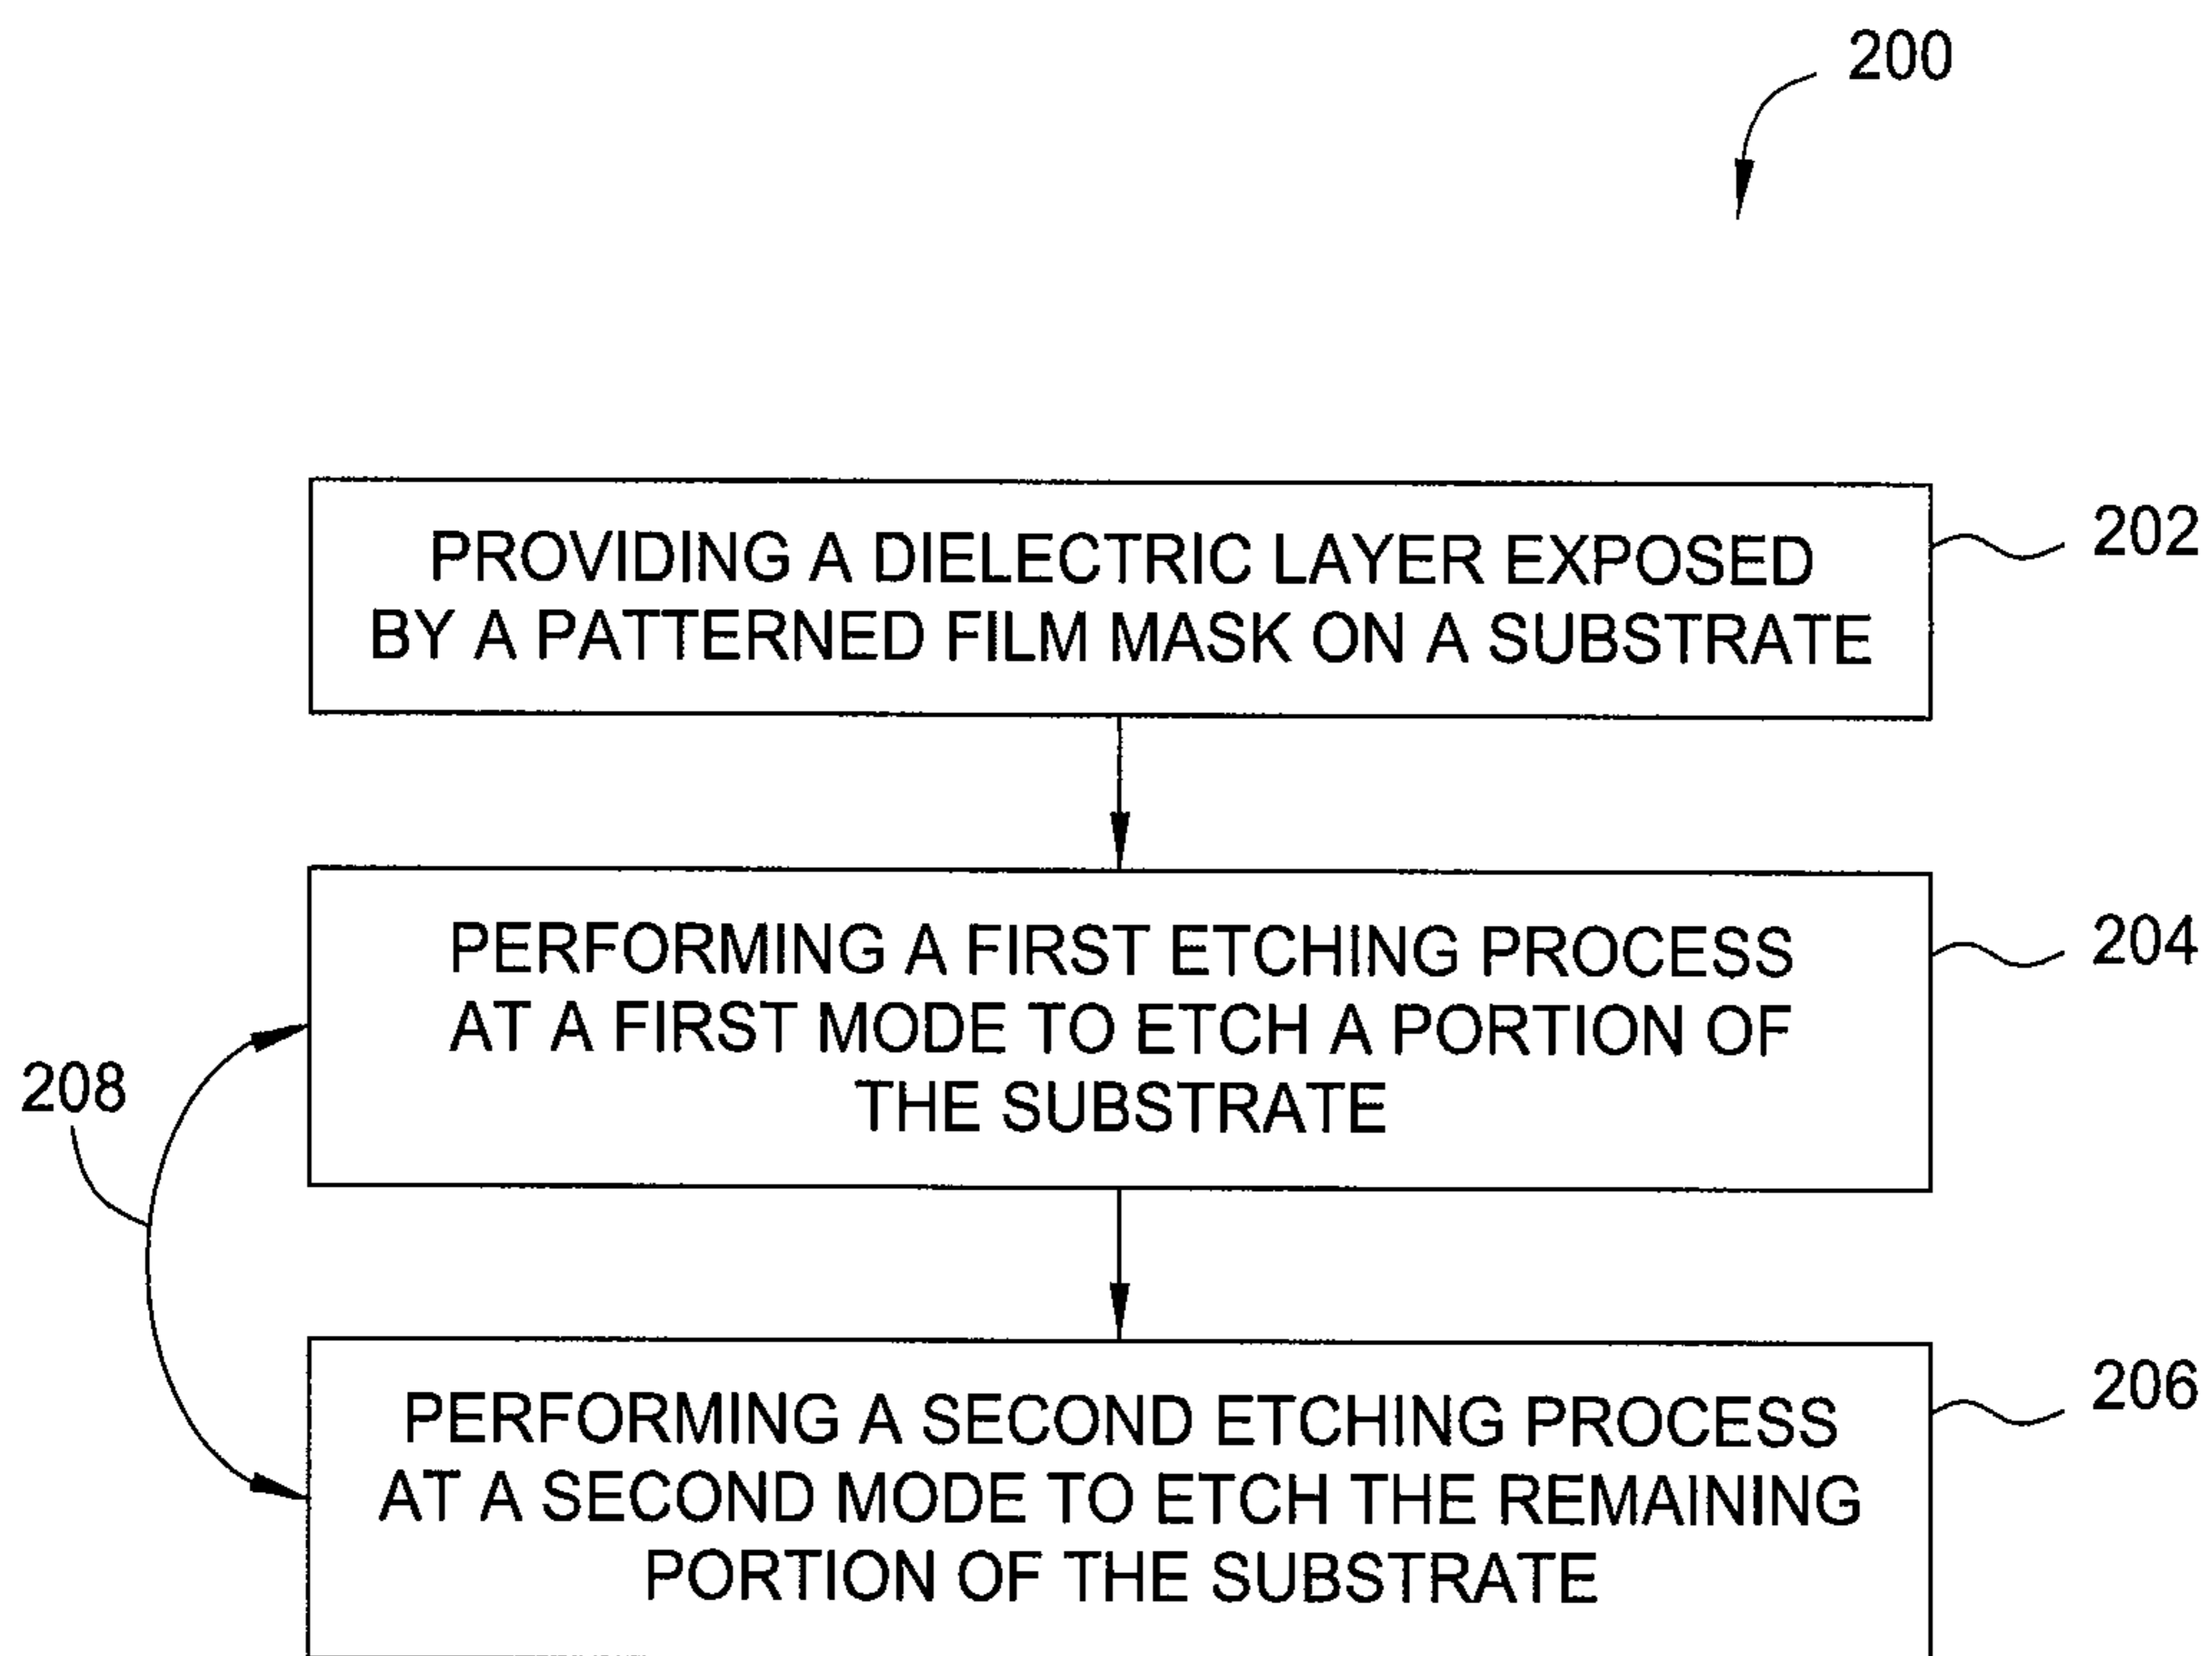 200
PROVIDING A DIELECTRIC LAYER EXPOSED
BY A PATTERNED FILM MASK ON A SUBSTRATE
202
PERFORMING A FIRST ETCHING PROCESS
AT A FIRST MODE TO ETCH A PORTION OF
THE SUBSTRATE
204
208
PERFORMING A SECOND ETCHING PROCESS
AT A SECOND MODE TO ETCH THE REMAINING
PORTION OF THE SUBSTRATE
206